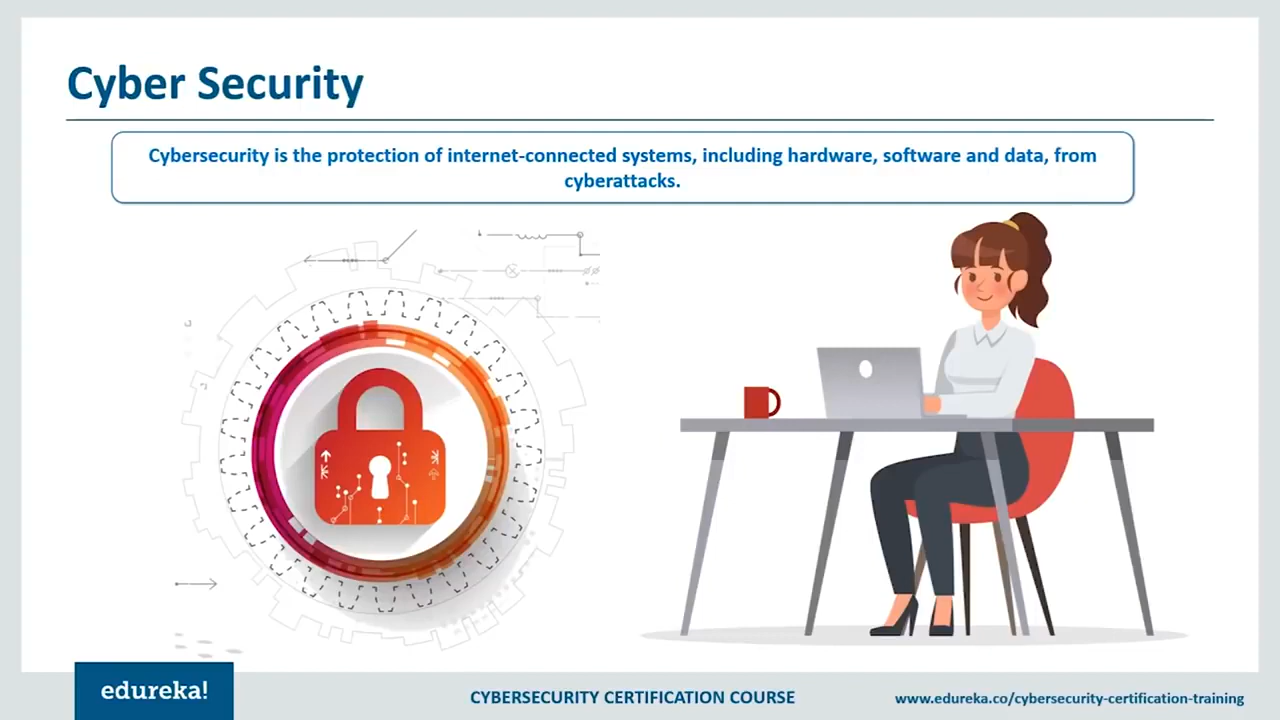 Cyber Security
Cybersecurity is the protection of internet-connected systems, including hardware, software and data, from
cyberattacks.
edureka!
CYBERSECURITY CERTIFICATION COURSE
www.edureka.co/cybersecurity-certification-training